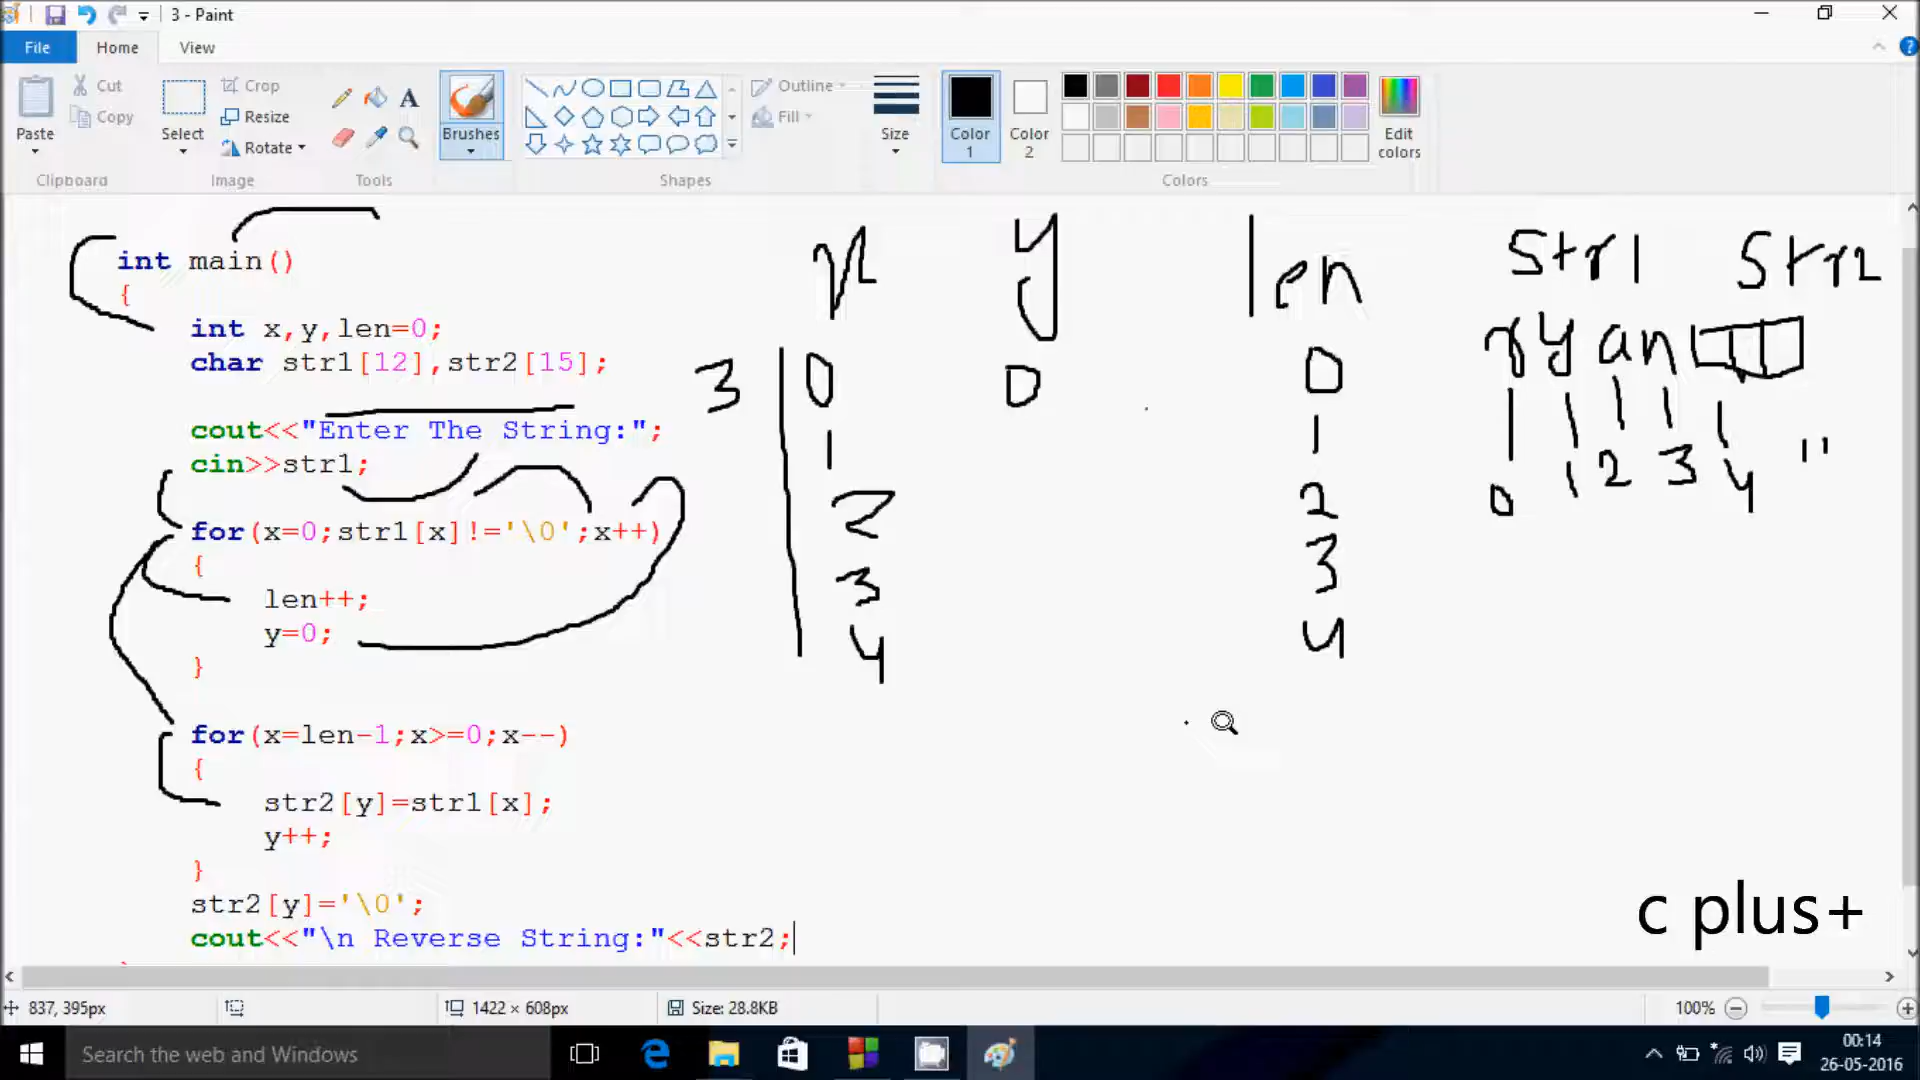 3 - Paint
File Home View
Paste
Cut
Copy
Clipboard
Select
Crop
Resize
Rotate
Image
Tools
Brushes
Shapes
Outline
Fill
Size
Color 1
Color 2
Edit colors
Colors
int main()
{
int x,y,len=0;
char str1[12],str2[15];
cout<<"Enter The String:";
cin>>str1;
for(x=0;str1[x]!='\0';x++)
{
len++;
y=0;
}
for(x=len-1;x>=0;x--)
{
str2[y]=str1[x];
y++;
}
str2[y]='\0';
cout<<"\n Reverse String:"<<str2;
x y len str1 str2
3 0 0 0
1 1
2 2
3 3
4 4
r y a n
0 1 2 3 4 "
c plus+
837, 395px
1422 × 608px
Size: 28.8KB
100%
Search the web and Windows
00:14
26-05-2016